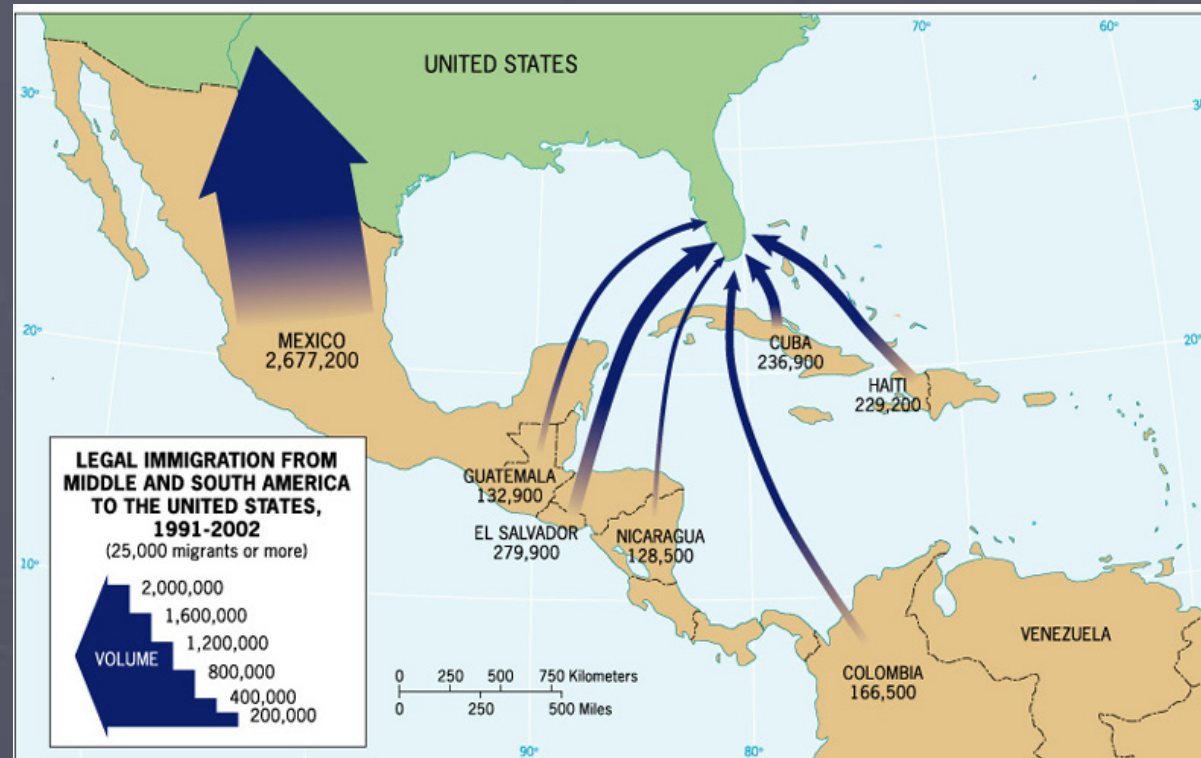 70°
60°
UNITED STATES
30°
20°
20°
MEXICO
2,677,200
CUBA
236,900
HAITI
229,200
GUATEMALA
132,900
EL SALVADOR
279,900
NICARAGUA
128,500
LEGAL IMMIGRATION FROM
MIDDLE AND SOUTH AMERICA
TO THE UNITED STATES,
1991-2002
(25,000 migrants or more)
2,000,000
1,600,000
1,200,000
VOLUME
800,000
400,000
200,000
10°
0 250 500 750 Kilometers
0 250 500 Miles
VENEZUELA
COLOMBIA
166,500
90°
80°